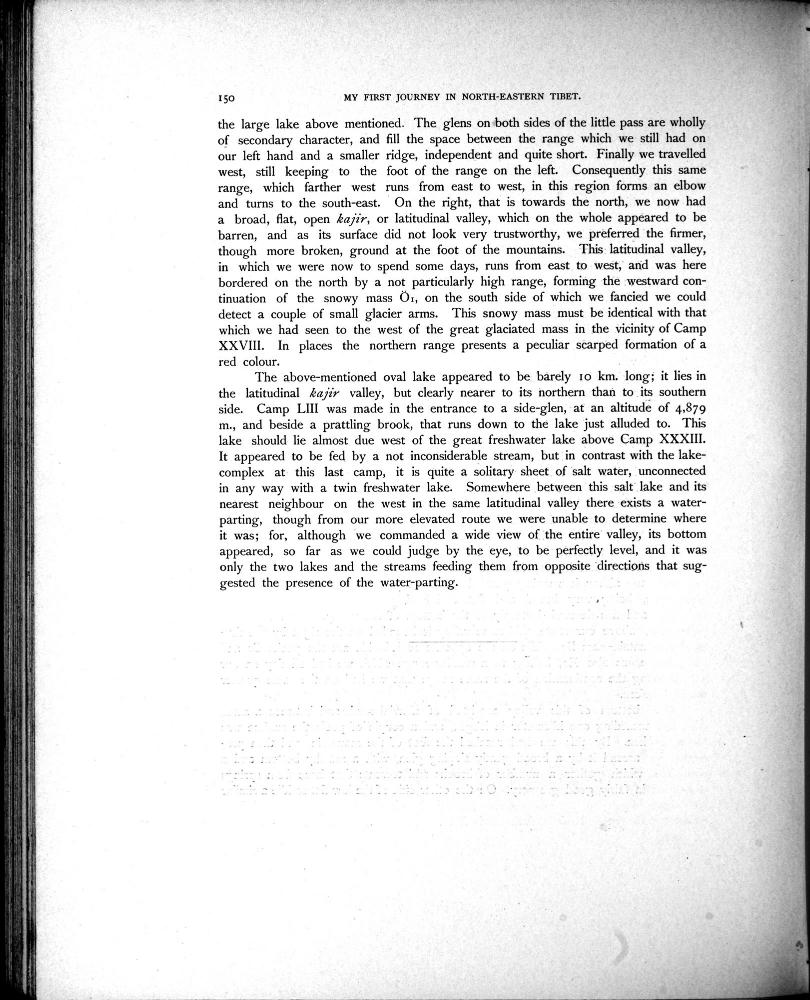 150 MY FIRST JOURNEY IN NORTH-EASTERN TIBET.
the large lake above mentioned. The glens on both sides of the little pass are wholly
of secondary character, and fill the space between the range which we still had on
our left hand and a smaller ridge, independent and quite short. Finally we travelled
west, still keeping to the foot of the range on the left. Consequently this same
range, which farther west runs from east to west, in this region forms an elbow
and turns to the south-east. On the right, that is towards the north, we now had
a broad, flat, open kajir, or latitudinal valley, which on the whole appeared to be
barren, and as its surface did not look very trustworthy, we preferred the firmer,
though more broken, ground at the foot of the mountains. This latitudinal valley,
in which we were now to spend some days, runs from east to west, and was here
bordered on the north by a not particularly high range, forming the westward con-
tinuation of the snowy mass Ö1, on the south side of which we fancied we could
detect a couple of small glacier arms. This snowy mass must be identical with that
which we had seen to the west of the great glaciated mass in the vicinity of Camp
XXVIII. In places the northern range presents a peculiar scarped formation of a
red colour.
The above-mentioned oval lake appeared to be barely 10 km. long; it lies in
the latitudinal kajir valley, but clearly nearer to its northern than to its southern
side. Camp LIII was made in the entrance to a side-glen, at an altitude of 4,879
m., and beside a prattling brook, that runs down to the lake just alluded to. This
lake should lie almost due west of the great freshwater lake above Camp XXXIII.
It appeared to be fed by a not inconsiderable stream, but in contrast with the lake-
complex at this last camp, it is quite a solitary sheet of salt water, unconnected
in any way with a twin freshwater lake. Somewhere between this salt lake and its
nearest neighbour on the west in the same latitudinal valley there exists a water-
parting, though from our more elevated route we were unable to determine where
it was; for, although we commanded a wide view of the entire valley, its bottom
appeared, so far as we could judge by the eye, to be perfectly level, and it was
only the two lakes and the streams feeding them from opposite directions that sug-
gested the presence of the water-parting.